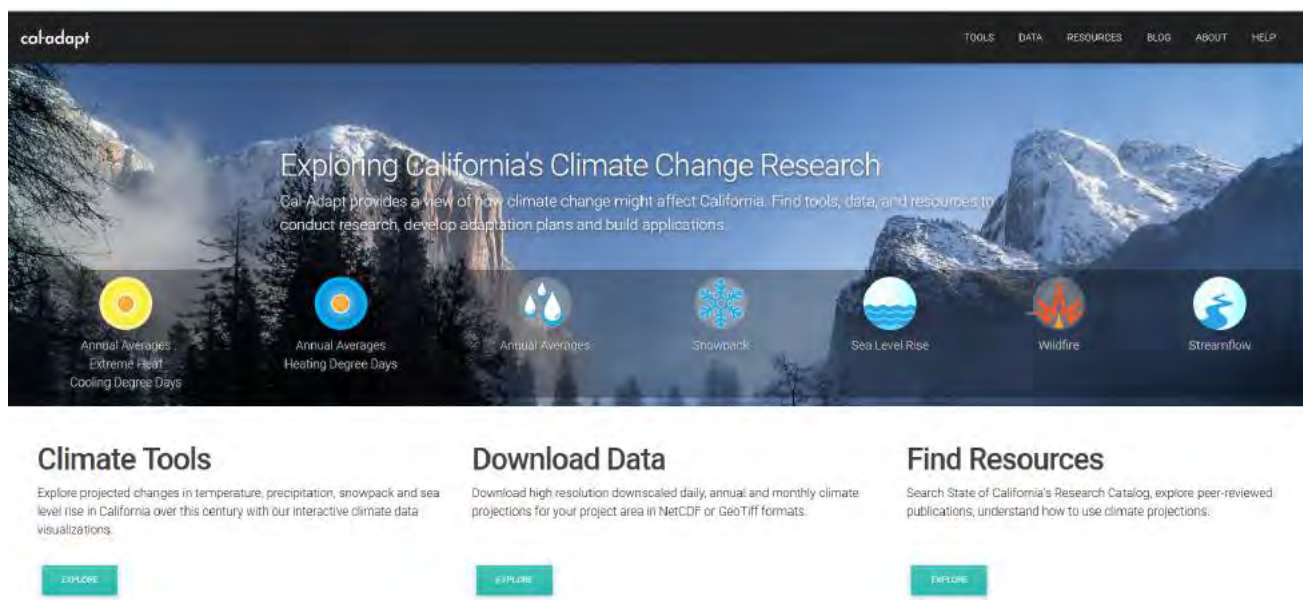 cal-adapt
TOOLS DATA RESOURCES BLOG ABOUT HELP
Exploring California's Climate Change Research
Cal-Adapt provides a view of how climate change might affect California. Find tools, data, and resources to
conduct research, develop adaptation plans and build applications.
Annual Averages
Extreme Heat
Cooling Degree Days
Annual Averages
Heating Degree Days
Annual Averages
Snowpack
Sea Level Rise
Wildfire
Streamflow
Climate Tools
Explore projected changes in temperature, precipitation, snowpack and sea
level rise in California over this century with our interactive climate data
visualizations.
EXPLORE
Download Data
Download high resolution downscaled daily, annual and monthly climate
projections for your project area in NetCDF or GeoTiff formats.
EXPLORE
Find Resources
Search State of California's Research Catalog, explore peer-reviewed
publications, understand how to use climate projections.
EXPLORE